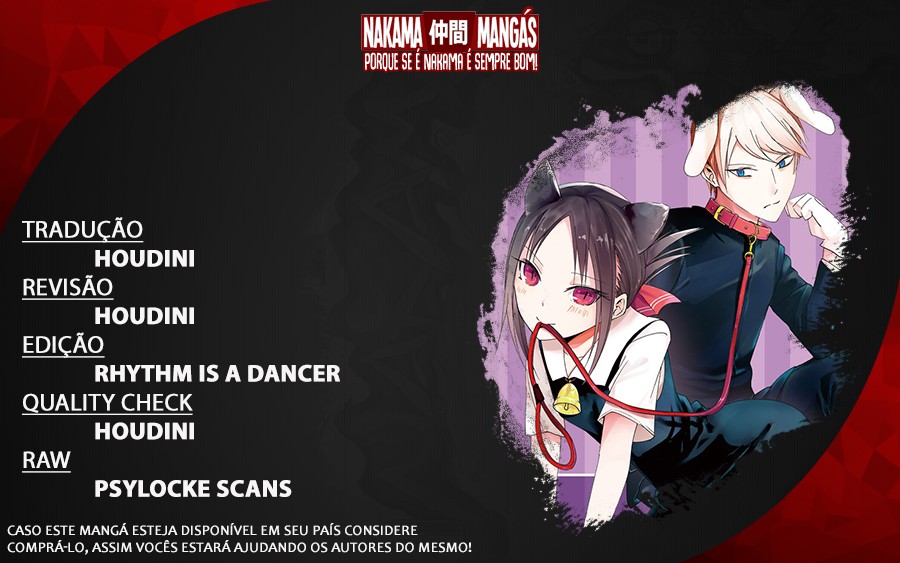 NAKAMA 仲間 MANGÁS
PORQUE SE É NAKAMA É SEMPRE BOM!
TRADUÇÃO
HOUDINI
REVISÃO
HOUDINI
EDIÇÃO
RHYTHM IS A DANCER
QUALITY CHECK
HOUDINI
RAW
PSYLOCKE SCANS
CASO ESTE MANGÁ ESTEJA DISPONÍVEL EM SEU PAÍS CONSIDERE
COMPRÁ-LO, ASSIM VOCÊS ESTARÁ AJUDANDO OS AUTORES DO MESMO!